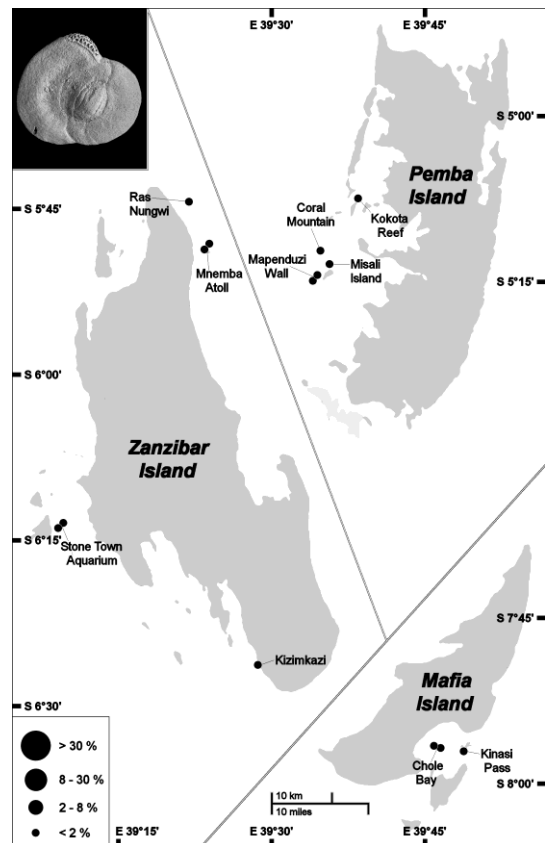 E 39°30'
E 39°45'
S 5°00'
Pemba
Island
Ras
Nungwi
S 5°45'
Coral
Mountain
Kokota
Reef
Mnemba
Atoll
Mapenduzi
Wall
Misali
Island
S 5°15'
S 6°00'
Zanzibar
Island
S 6°15'
Stone Town
Aquarium
S 7°45'
Kizimkazi
Mafia
Island
S 6°30'
> 30 %
8 - 30 %
2 - 8 %
< 2 %
Chole
Bay
Kinasi
Pass
S 8°00'
10 km
10 miles
E 39°15'
E 39°30'
E 39°45'